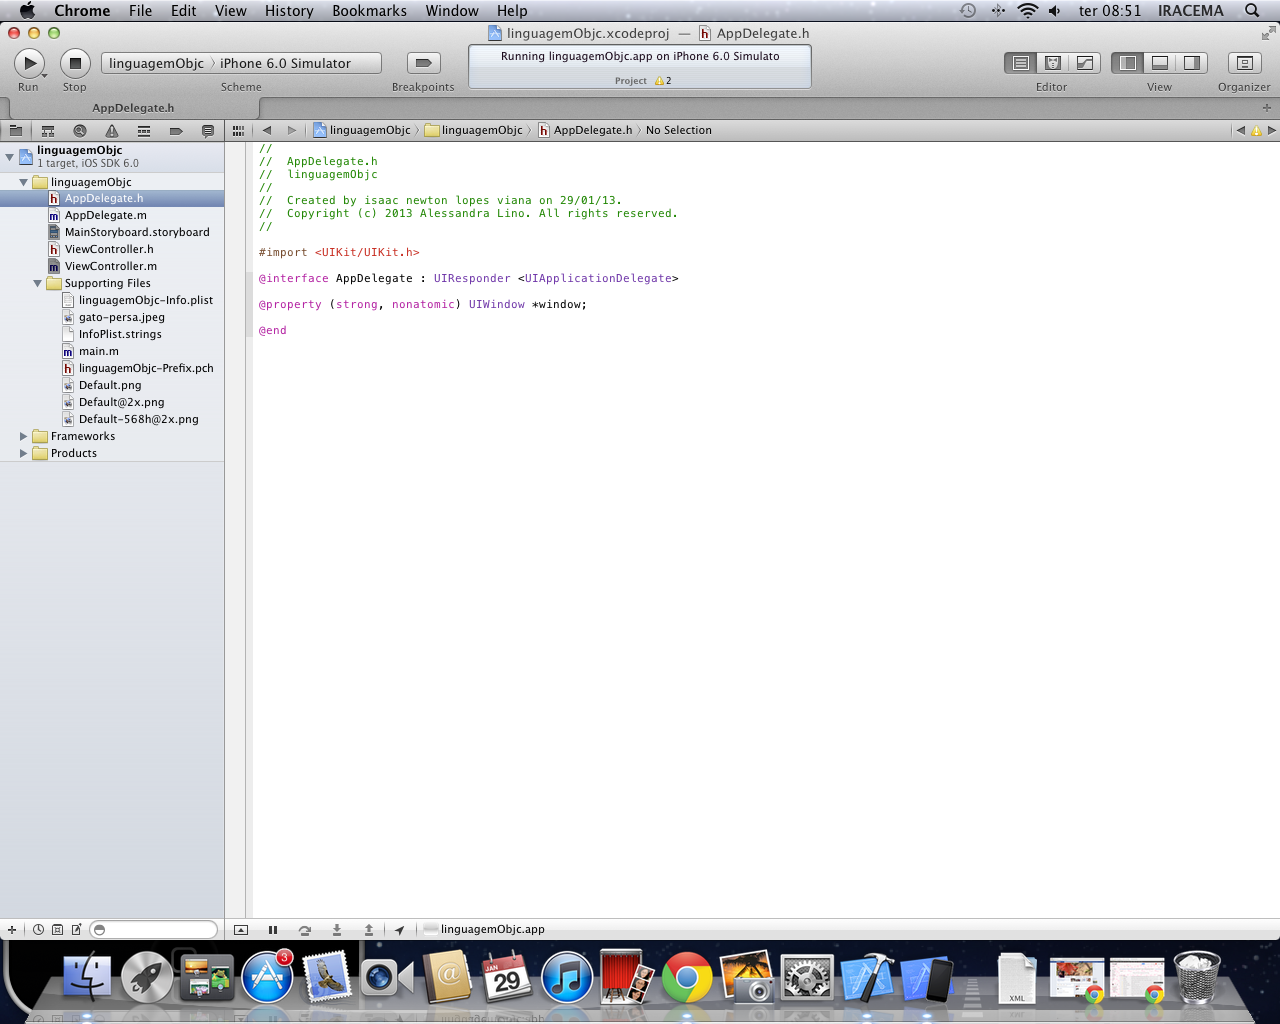 Chrome File Edit View History Bookmarks Window Help ter 08:51 IRACEMA
linguagemObjc.xcodeproj — AppDelegate.h
linguagemObjc 〉 iPhone 6.0 Simulator
Running linguagemObjc.app on iPhone 6.0 Simulato
Project 2
Run Stop Scheme Breakpoints Editor View Organizer
AppDelegate.h
linguagemObjc 〉 linguagemObjc 〉 AppDelegate.h 〉 No Selection
linguagemObjc
1 target, iOS SDK 6.0
linguagemObjc
AppDelegate.h
AppDelegate.m
MainStoryboard.storyboard
ViewController.h
ViewController.m
Supporting Files
linguagemObjc-Info.plist
gato-persa.jpeg
InfoPlist.strings
main.m
linguagemObjc-Prefix.pch
Default.png
Default@2x.png
Default-568h@2x.png
Frameworks
Products
//
//  AppDelegate.h
//  linguagemObjc
//
//  Created by isaac newton lopes viana on 29/01/13.
//  Copyright (c) 2013 Alessandra Lino. All rights reserved.
//
#import <UIKit/UIKit.h>
@interface AppDelegate : UIResponder <UIApplicationDelegate>
@property (strong, nonatomic) UIWindow *window;
@end
linguagemObjc.app
3
JAN
29
XML